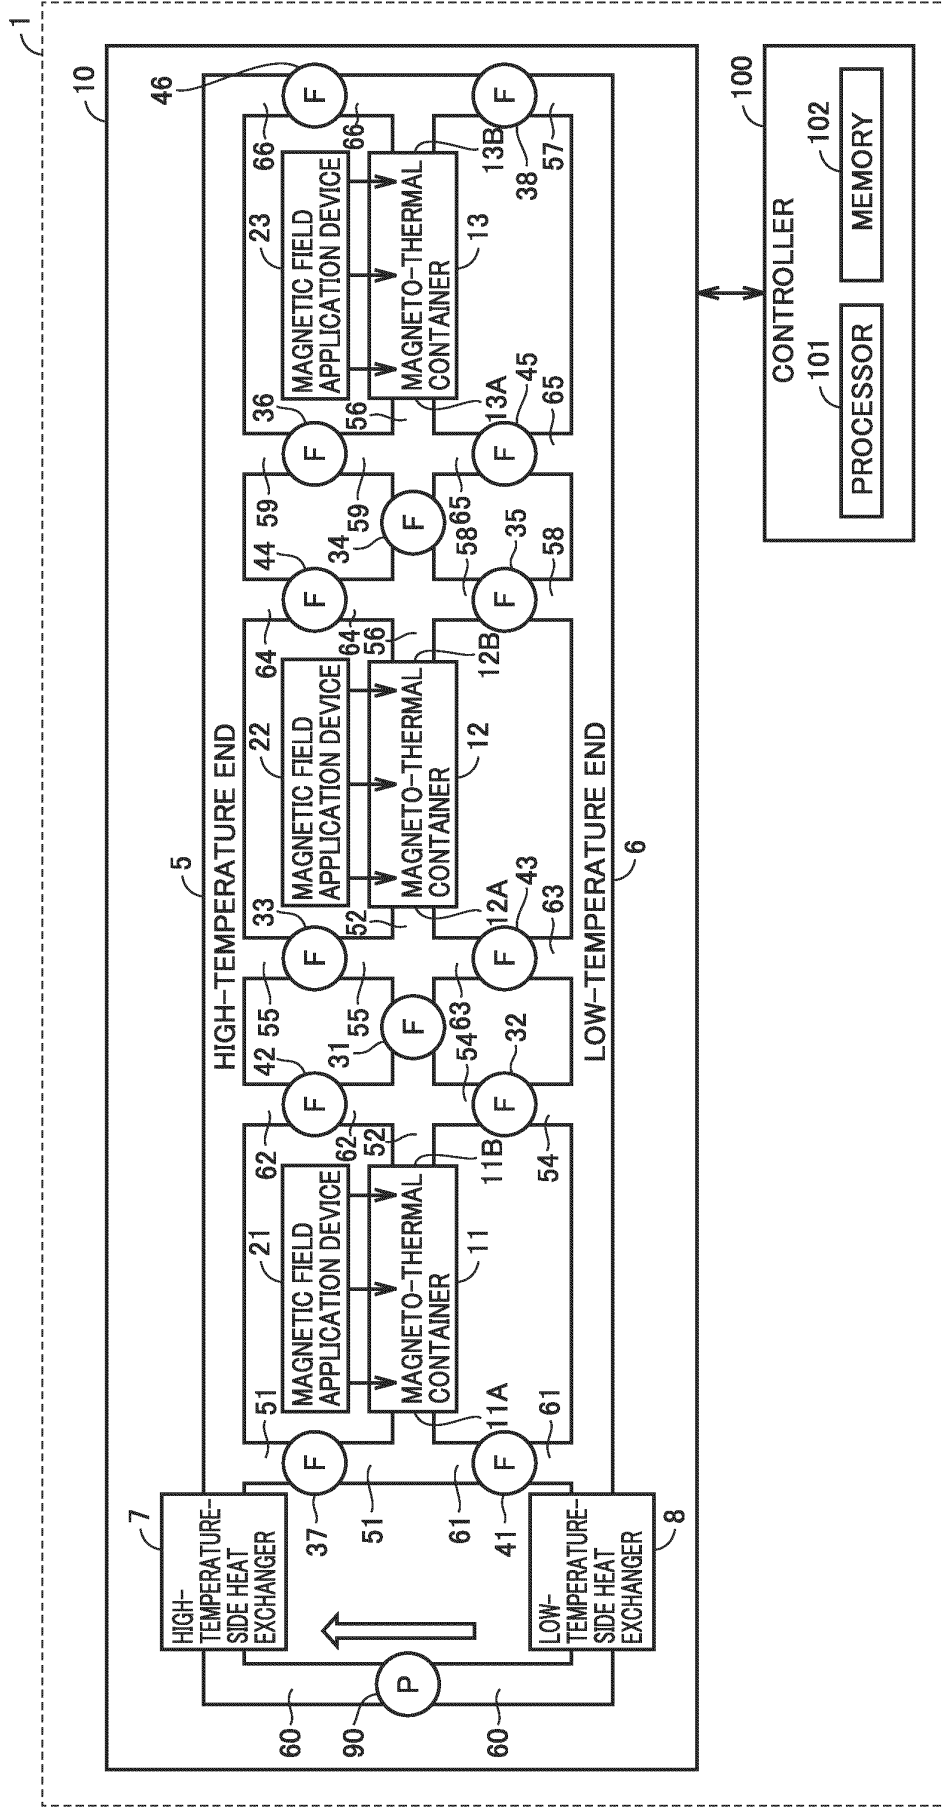 1
10
7
HIGH-
TEMPERATURE-
SIDE HEAT
EXCHANGER
5
HIGH-TEMPERATURE END
46
51
21
62
42
55
33
22
64
44
59
36
23
66
F
F
F
F
F
F
MAGNETIC FIELD
APPLICATION DEVICE
MAGNETIC FIELD
APPLICATION DEVICE
MAGNETIC FIELD
APPLICATION DEVICE
37
51
62
52
31
55
52
64
56
34
59
56
66
60
90
P
F
F
MAGNETO-THERMAL
CONTAINER
MAGNETO-THERMAL
CONTAINER
MAGNETO-THERMAL
CONTAINER
61
11A
11
11B
54
63
12A
12
12B
58
65
13A
13
13B
60
41
F
F
F
F
F
F
61
54
32
63
43
58
35
65
45
38
57
LOW-
TEMPERATURE-
SIDE HEAT
EXCHANGER
8
LOW-TEMPERATURE END
6
100
CONTROLLER
101
PROCESSOR
102
MEMORY